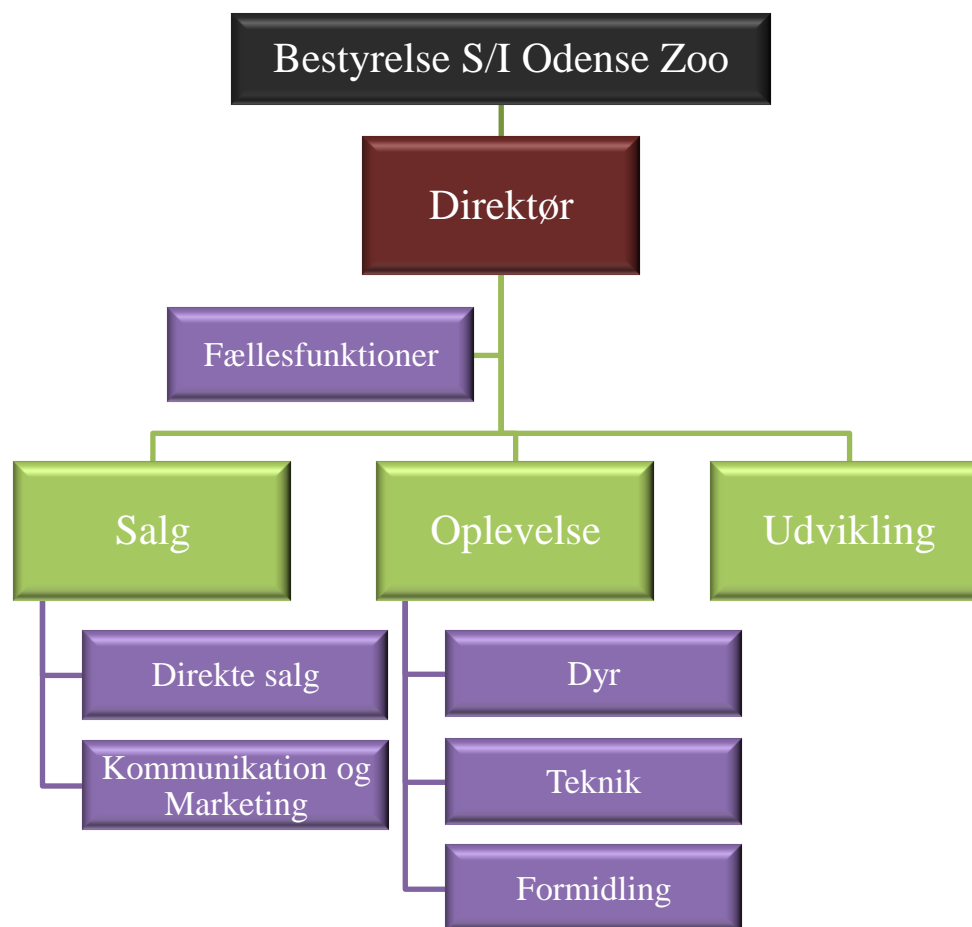 Bestyrelse S/I Odense Zoo
Direktør
Fællesfunktioner
Salg
Oplevelse
Udvikling
Direkte salg
Kommunikation og
Marketing
Dyr
Teknik
Formidling